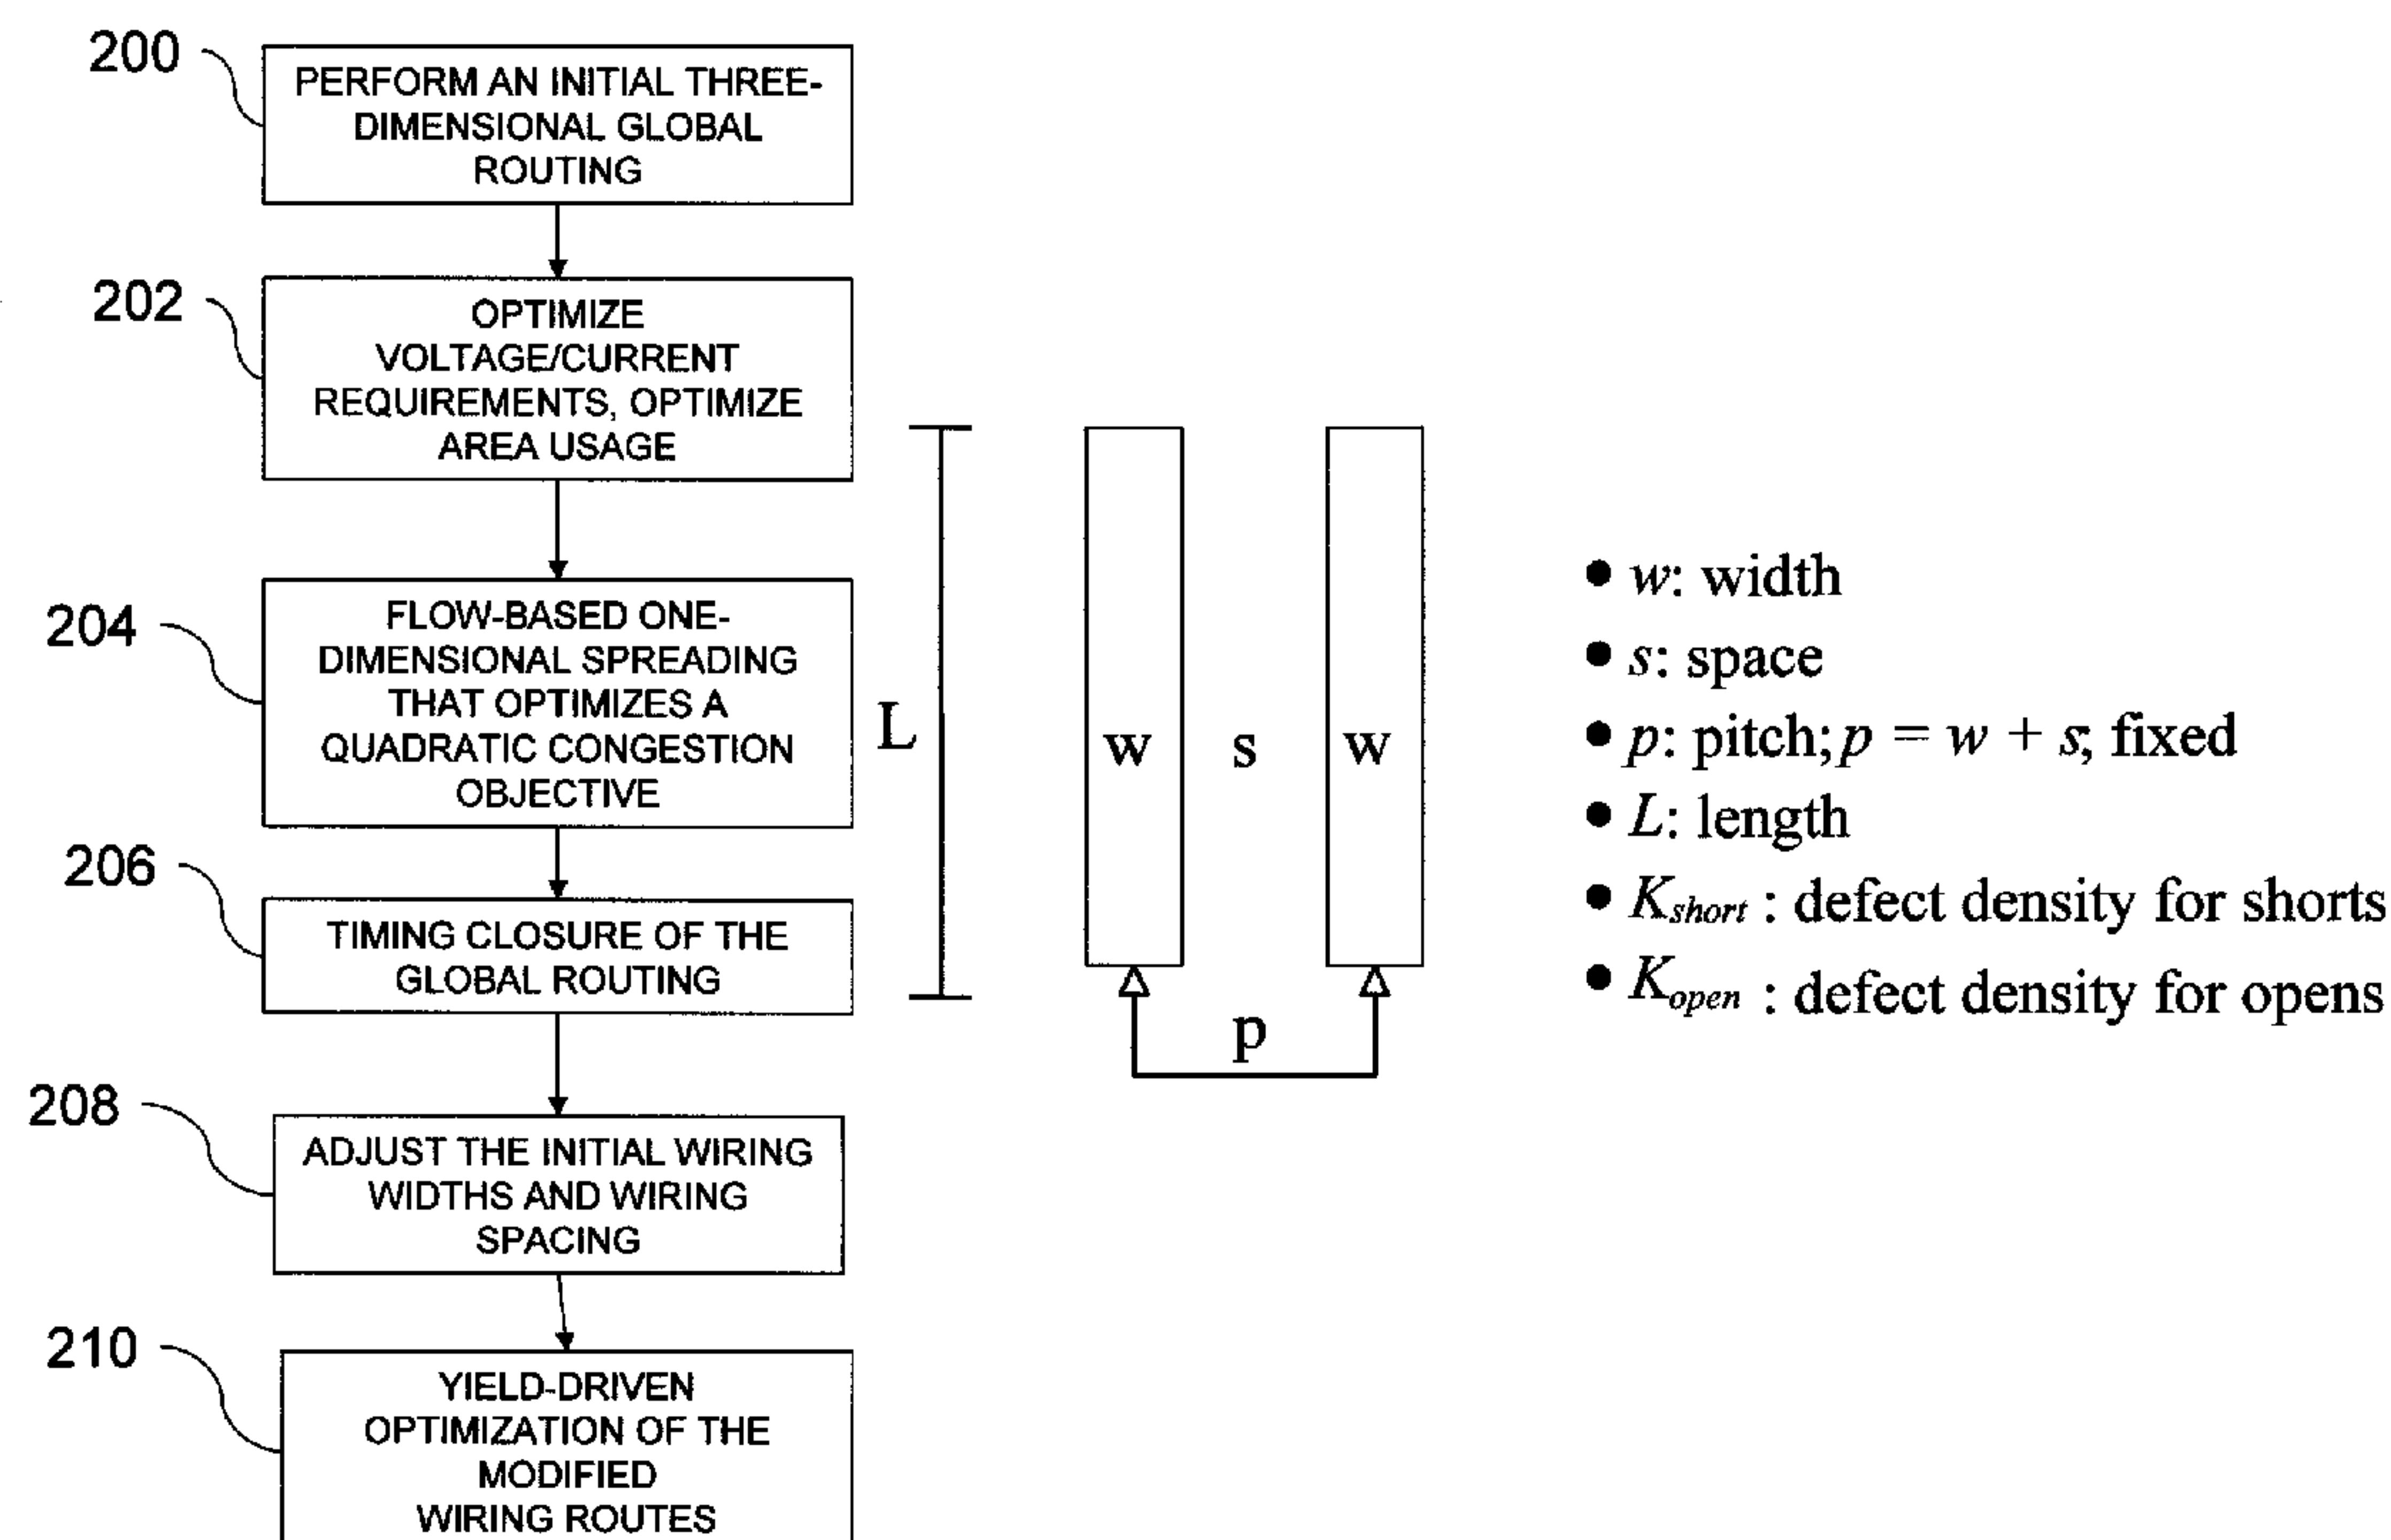 200
PERFORM AN INITIAL THREE-
DIMENSIONAL GLOBAL
ROUTING
202
OPTIMIZE
VOLTAGE/CURRENT
REQUIREMENTS, OPTIMIZE
AREA USAGE
204
FLOW-BASED ONE-
DIMENSIONAL SPREADING
THAT OPTIMIZES A
QUADRATIC CONGESTION
OBJECTIVE
206
TIMING CLOSURE OF THE
GLOBAL ROUTING
208
ADJUST THE INITIAL WIRING
WIDTHS AND WIRING
SPACING
210
YIELD-DRIVEN
OPTIMIZATION OF THE
MODIFIED
WIRING ROUTES
L
w s w
p
• w: width
• s: space
• p: pitch; p = w + s; fixed
• L: length
• Kshort : defect density for shorts
• Kopen : defect density for opens